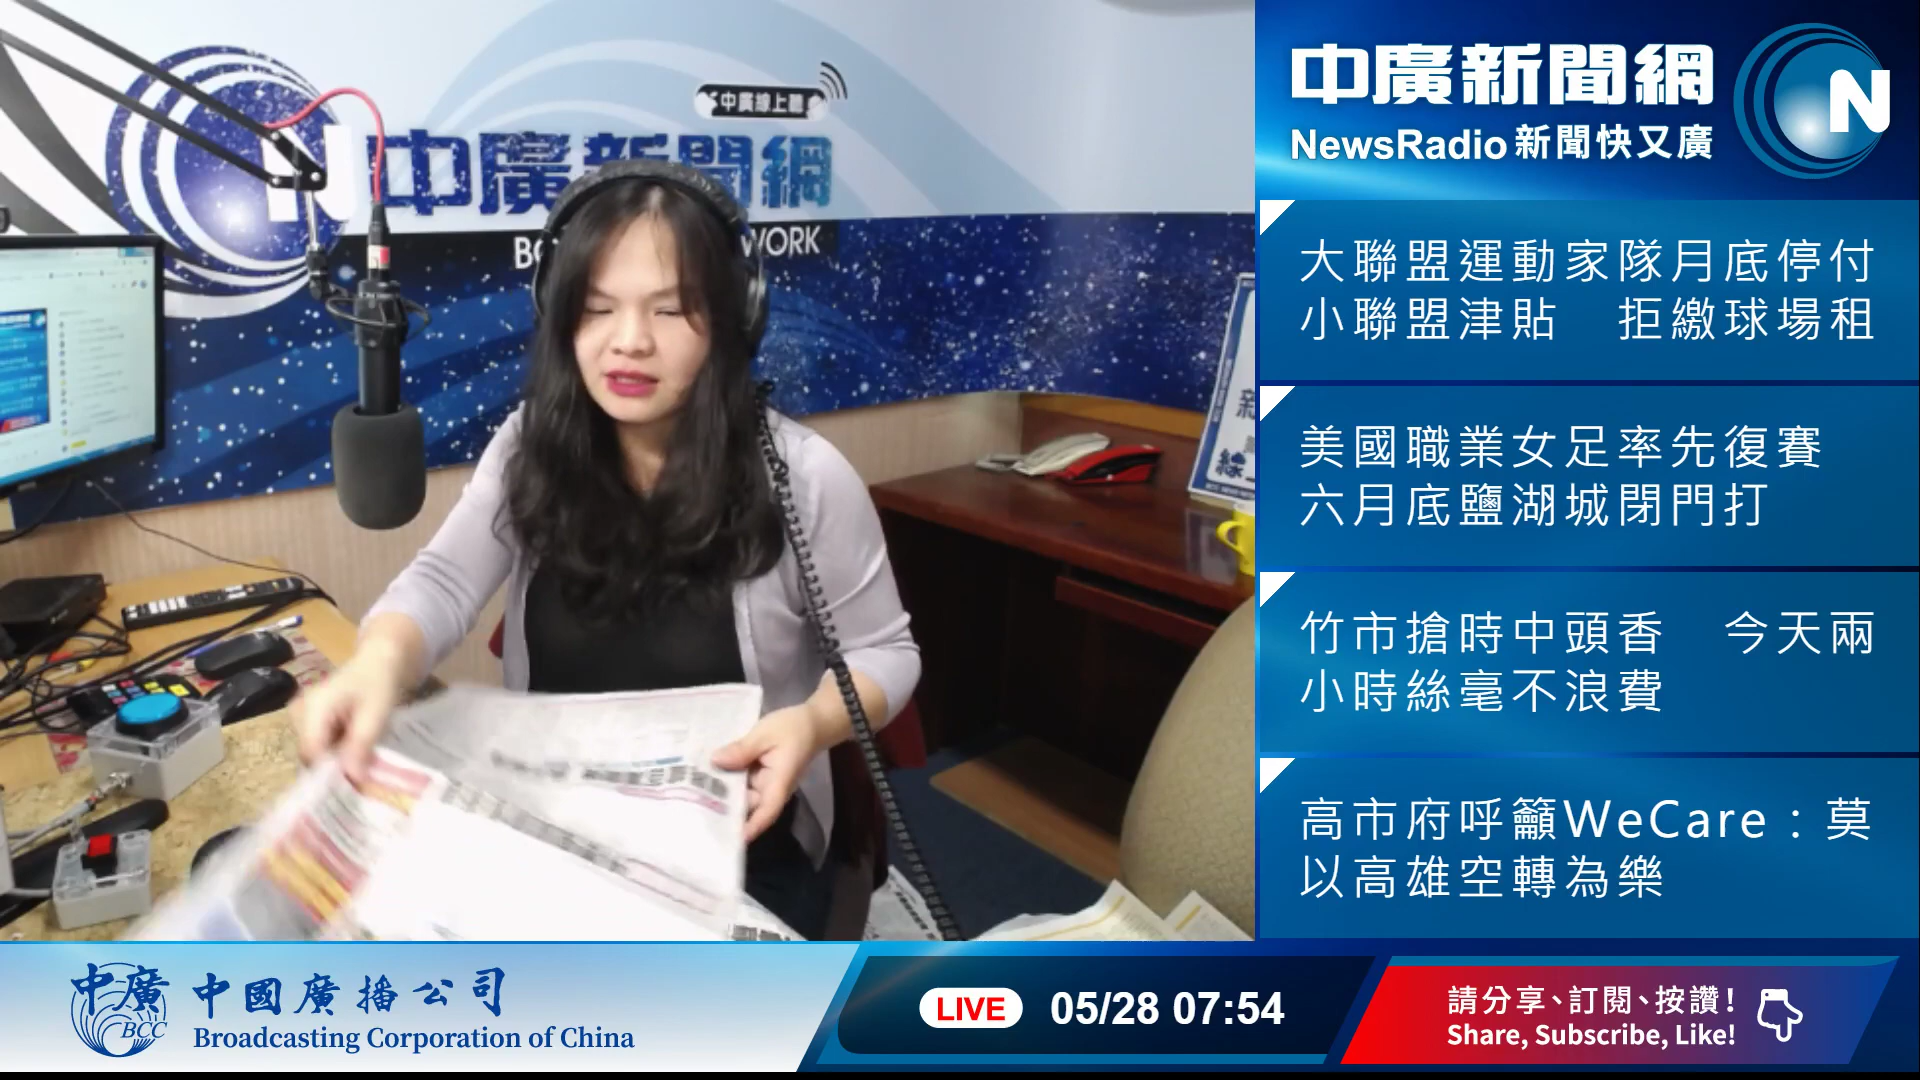 中廣線上聽
N中廣新聞網
中廣新聞網
N
NewsRadio 新聞快又廣
大聯盟運動家隊月底停付
小聯盟津貼　拒繳球場租
美國職業女足率先復賽
六月底鹽湖城閉門打
竹市搶時中頭香　今天兩
小時絲毫不浪費
高市府呼籲WeCare：莫
以高雄空轉為樂
中廣
BCC
中國廣播公司
Broadcasting Corporation of China
LIVE
05/28 07:54
請分享、訂閱、按讚！
Share, Subscribe, Like!